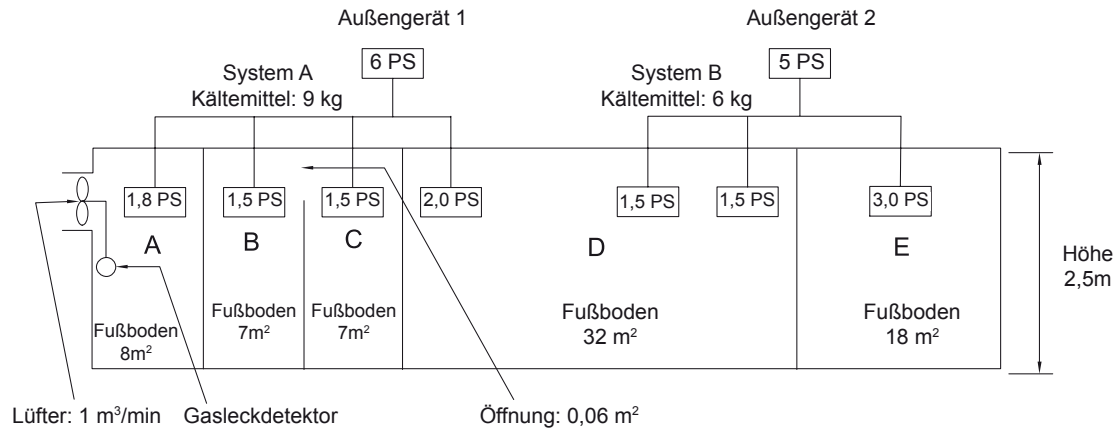 Außengerät 1
Außengerät 2
6 PS
5 PS
System A
Kältemittel: 9 kg
System B
Kältemittel: 6 kg
1,8 PS
1,5 PS
1,5 PS
2,0 PS
1,5 PS
1,5 PS
3,0 PS
A
B
C
D
E
Höhe
2,5m
Fußboden
8m²
Fußboden
7m²
Fußboden
7m²
Fußboden
32 m²
Fußboden
18 m²
Lüfter: 1 m³/min
Gasleckdetektor
Öffnung: 0,06 m²